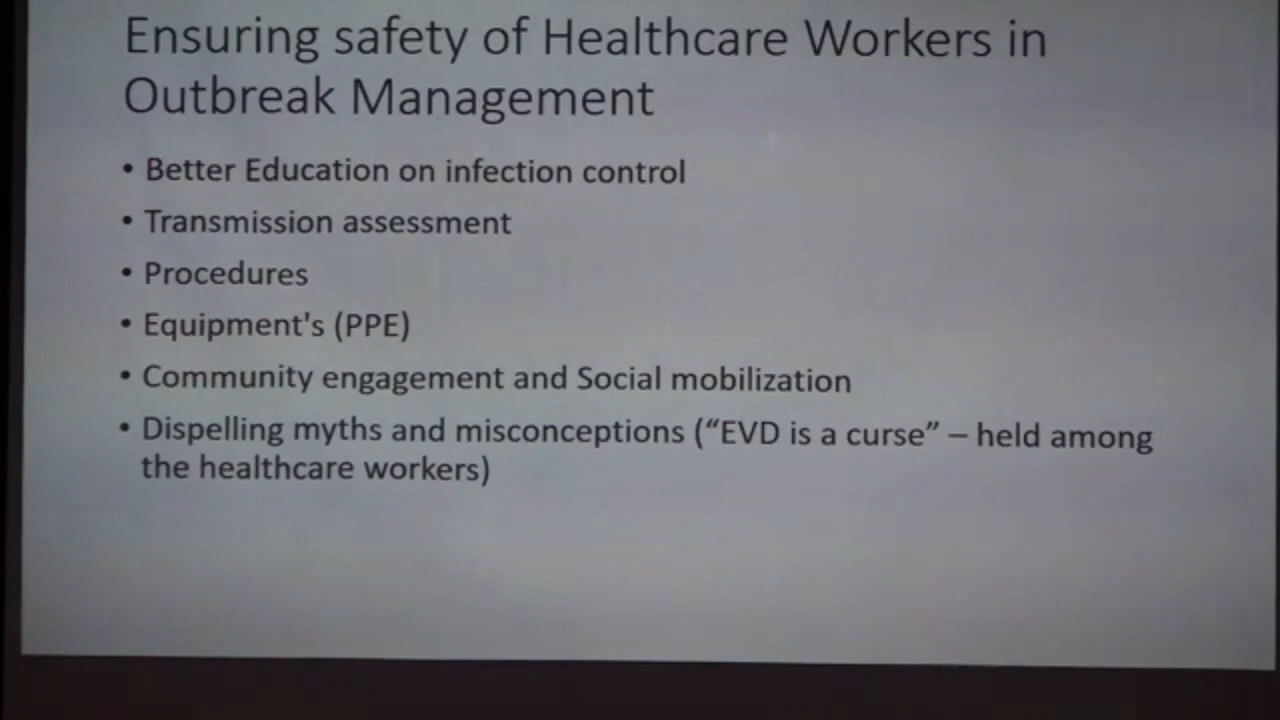 Ensuring safety of Healthcare Workers in
Outbreak Management
• Better Education on infection control
• Transmission assessment
• Procedures
• Equipment's (PPE)
• Community engagement and Social mobilization
• Dispelling myths and misconceptions (“EVD is a curse” – held among
the healthcare workers)